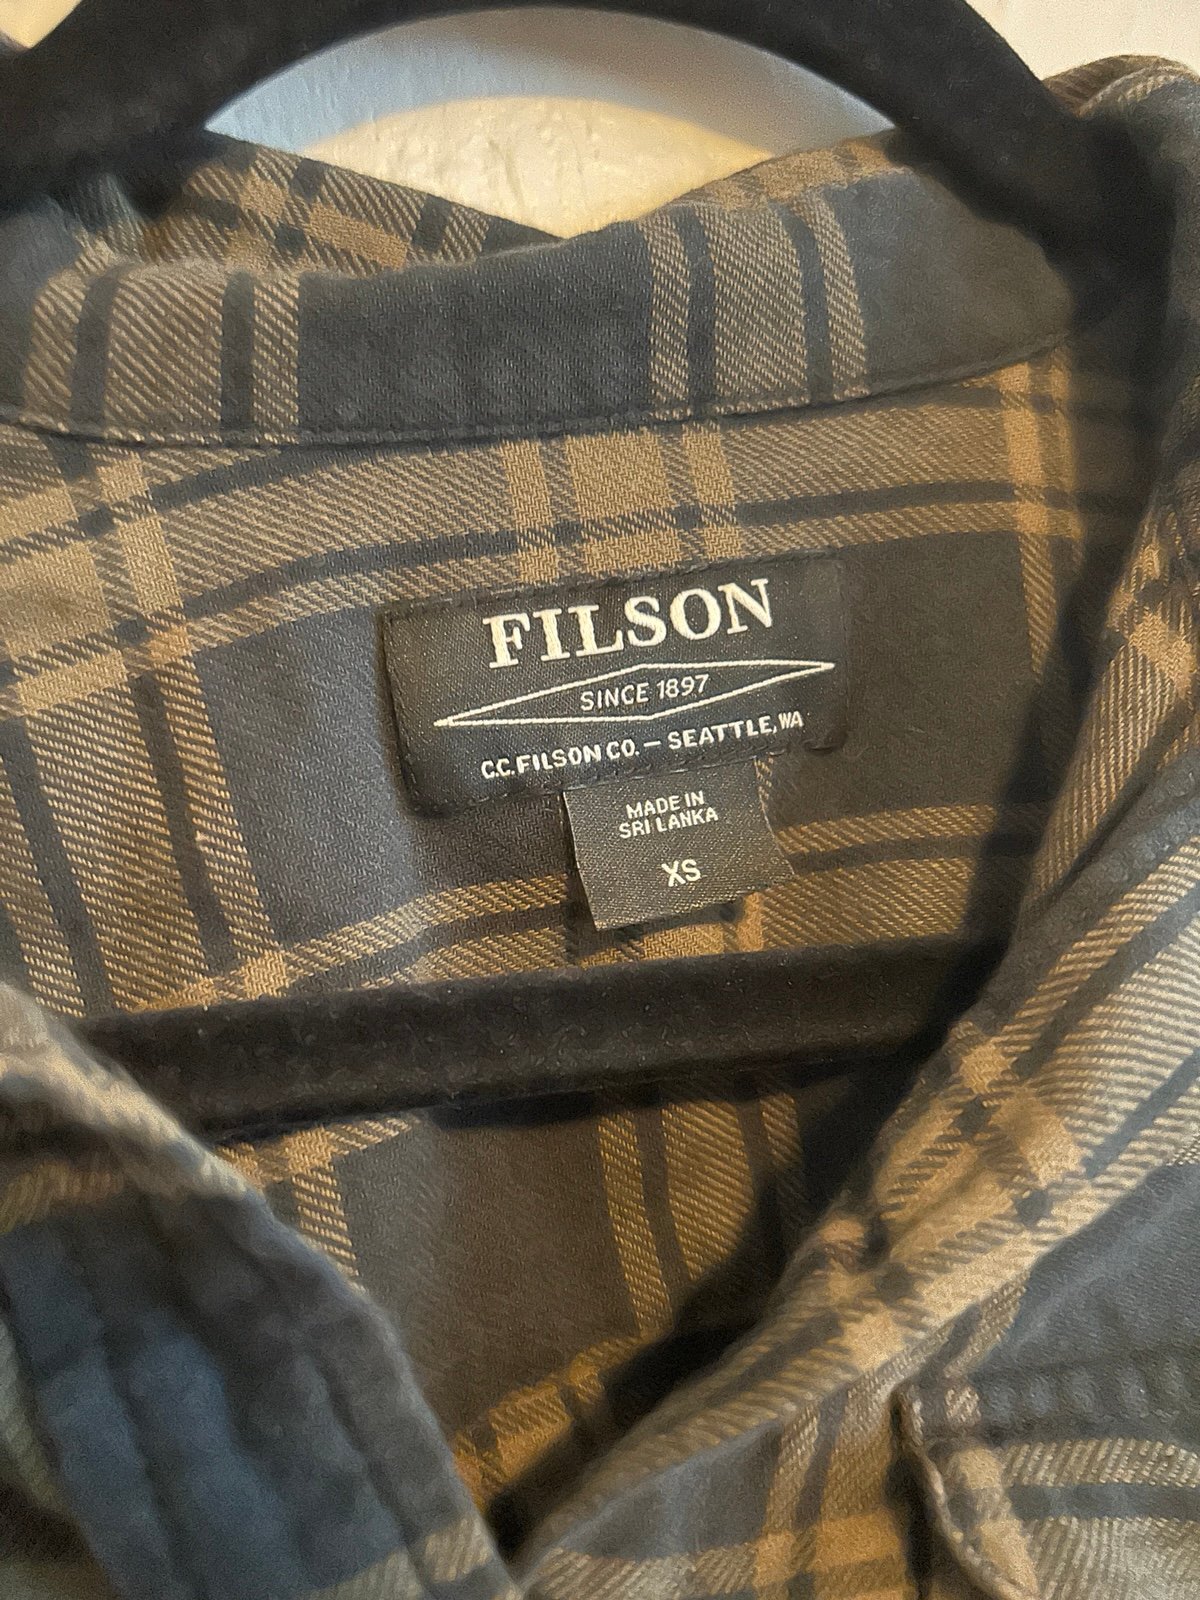 FILSON
SINCE 1897
C.C. FILSON CO. – SEATTLE, WA
MADE IN
SRI LANKA
XS